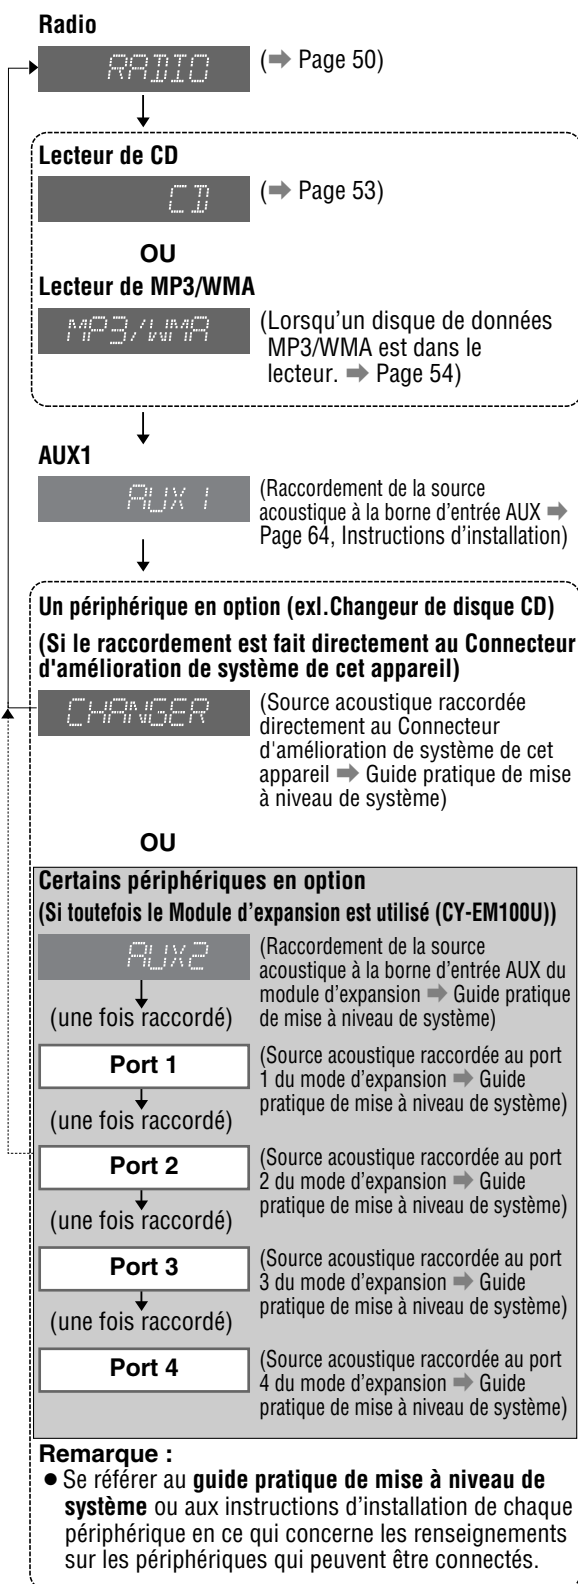 Radio
RADIO
(➡ Page 50)
Lecteur de CD
CD
(➡ Page 53)
OU
Lecteur de MP3/WMA
MP3/WMA
(Lorsqu'un disque de données
MP3/WMA est dans le
lecteur. ➡ Page 54)
AUX1
AUX 1
(Raccordement de la source
acoustique à la borne d'entrée AUX ➡
Page 64, Instructions d'installation)
Un périphérique en option (exl.Changeur de disque CD)
(Si le raccordement est fait directement au Connecteur
d'amélioration de système de cet appareil)
CHANGER
(Source acoustique raccordée
directement au Connecteur
d'amélioration de système de cet
appareil ➡ Guide pratique de mise
à niveau de système)
OU
Certains périphériques en option
(Si toutefois le Module d'expansion est utilisé (CY-EM100U))
AUX2
(Raccordement de la source
acoustique à la borne d'entrée AUX du
module d'expansion ➡ Guide pratique
de mise à niveau de système)
(une fois raccordé)
Port 1
(Source acoustique raccordée au port
1 du mode d'expansion ➡ Guide
pratique de mise à niveau de système)
(une fois raccordé)
Port 2
(Source acoustique raccordée au port
2 du mode d'expansion ➡ Guide
pratique de mise à niveau de système)
(une fois raccordé)
Port 3
(Source acoustique raccordée au port
3 du mode d'expansion ➡ Guide
pratique de mise à niveau de système)
(une fois raccordé)
Port 4
(Source acoustique raccordée au port
4 du mode d'expansion ➡ Guide
pratique de mise à niveau de système)
Remarque :
● Se référer au guide pratique de mise à niveau de
système ou aux instructions d'installation de chaque
périphérique en ce qui concerne les renseignements
sur les périphériques qui peuvent être connectés.